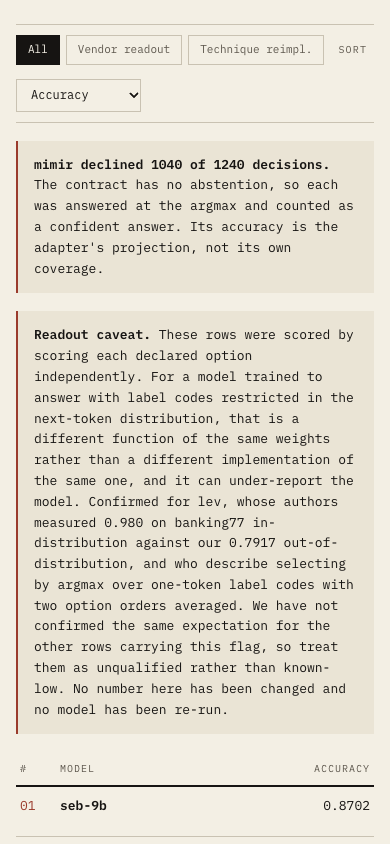 All Vendor readout Technique reimpl. SORT
Accuracy
mimir declined 1040 of 1240 decisions.
The contract has no abstention, so each
was answered at the argmax and counted as
a confident answer. Its accuracy is the
adapter's projection, not its own
coverage.
Readout caveat. These rows were scored by
scoring each declared option
independently. For a model trained to
answer with label codes restricted in the
next-token distribution, that is a
different function of the same weights
rather than a different implementation of
the same one, and it can under-report the
model. Confirmed for lev, whose authors
measured 0.980 on banking77 in-
distribution against our 0.7917 out-of-
distribution, and who describe selecting
by argmax over one-token label codes with
two option orders averaged. We have not
confirmed the same expectation for the
other rows carrying this flag, so treat
them as unqualified rather than known-
low. No number here has been changed and
no model has been re-run.
# MODEL ACCURACY
01 seb-9b 0.8702